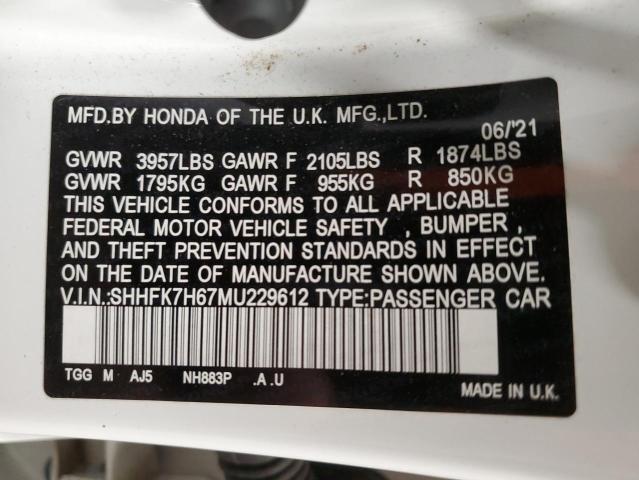 MFD.BY HONDA OF THE U.K. MFG.,LTD.
06/'21
GVWR 3957LBS GAWR F 2105LBS R 1874LBS
GVWR 1795KG GAWR F 955KG R 850KG
THIS VEHICLE CONFORMS TO ALL APPLICABLE
FEDERAL MOTOR VEHICLE SAFETY , BUMPER ,
AND THEFT PREVENTION STANDARDS IN EFFECT
ON THE DATE OF MANUFACTURE SHOWN ABOVE.
V.I.N.:SHHFK7H67MU229612 TYPE:PASSENGER CAR
TGG M AJ5 NH883P .A .U
MADE IN U.K.